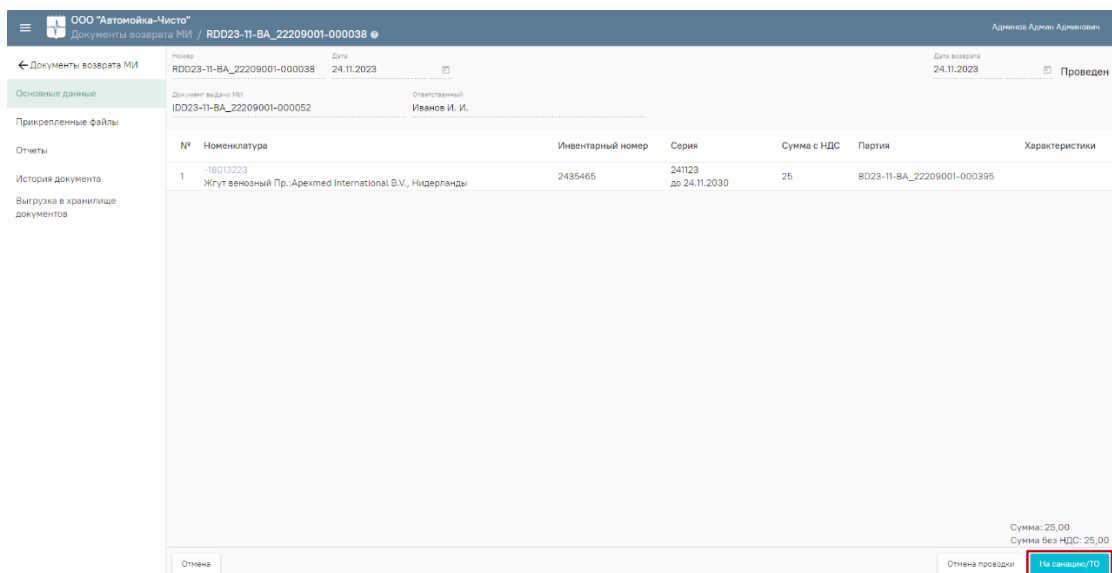 ООО "Автомойка-Чисто"
Документы возврата МИ / RDD23-11-BA_22209001-000038
Админов Админ Админович
Документы возврата МИ
Основные данные
Прикрепленные файлы
Отчеты
История документа
Выгрузка в хранилище
документов
Номер Дата Дата возврата
RDD23-11-BA_22209001-000038 24.11.2023 24.11.2023 Проведен
Документ выдачи МИ Ответственный
IDD23-11-BA_22209001-000052 Иванов И. И.
№ Номенклатура Инвентарный номер Серия Сумма с НДС Партия Характеристики
-18013223
1 Жгут венозный Пр.:Apexmed International B.V., Нидерланды 2435465 241123 25 BD23-11-BA_22209001-000395
до 24.11.2030
Сумма: 25,00
Сумма без НДС: 25,00
Отмена Отмена проводки На санацию/ТО